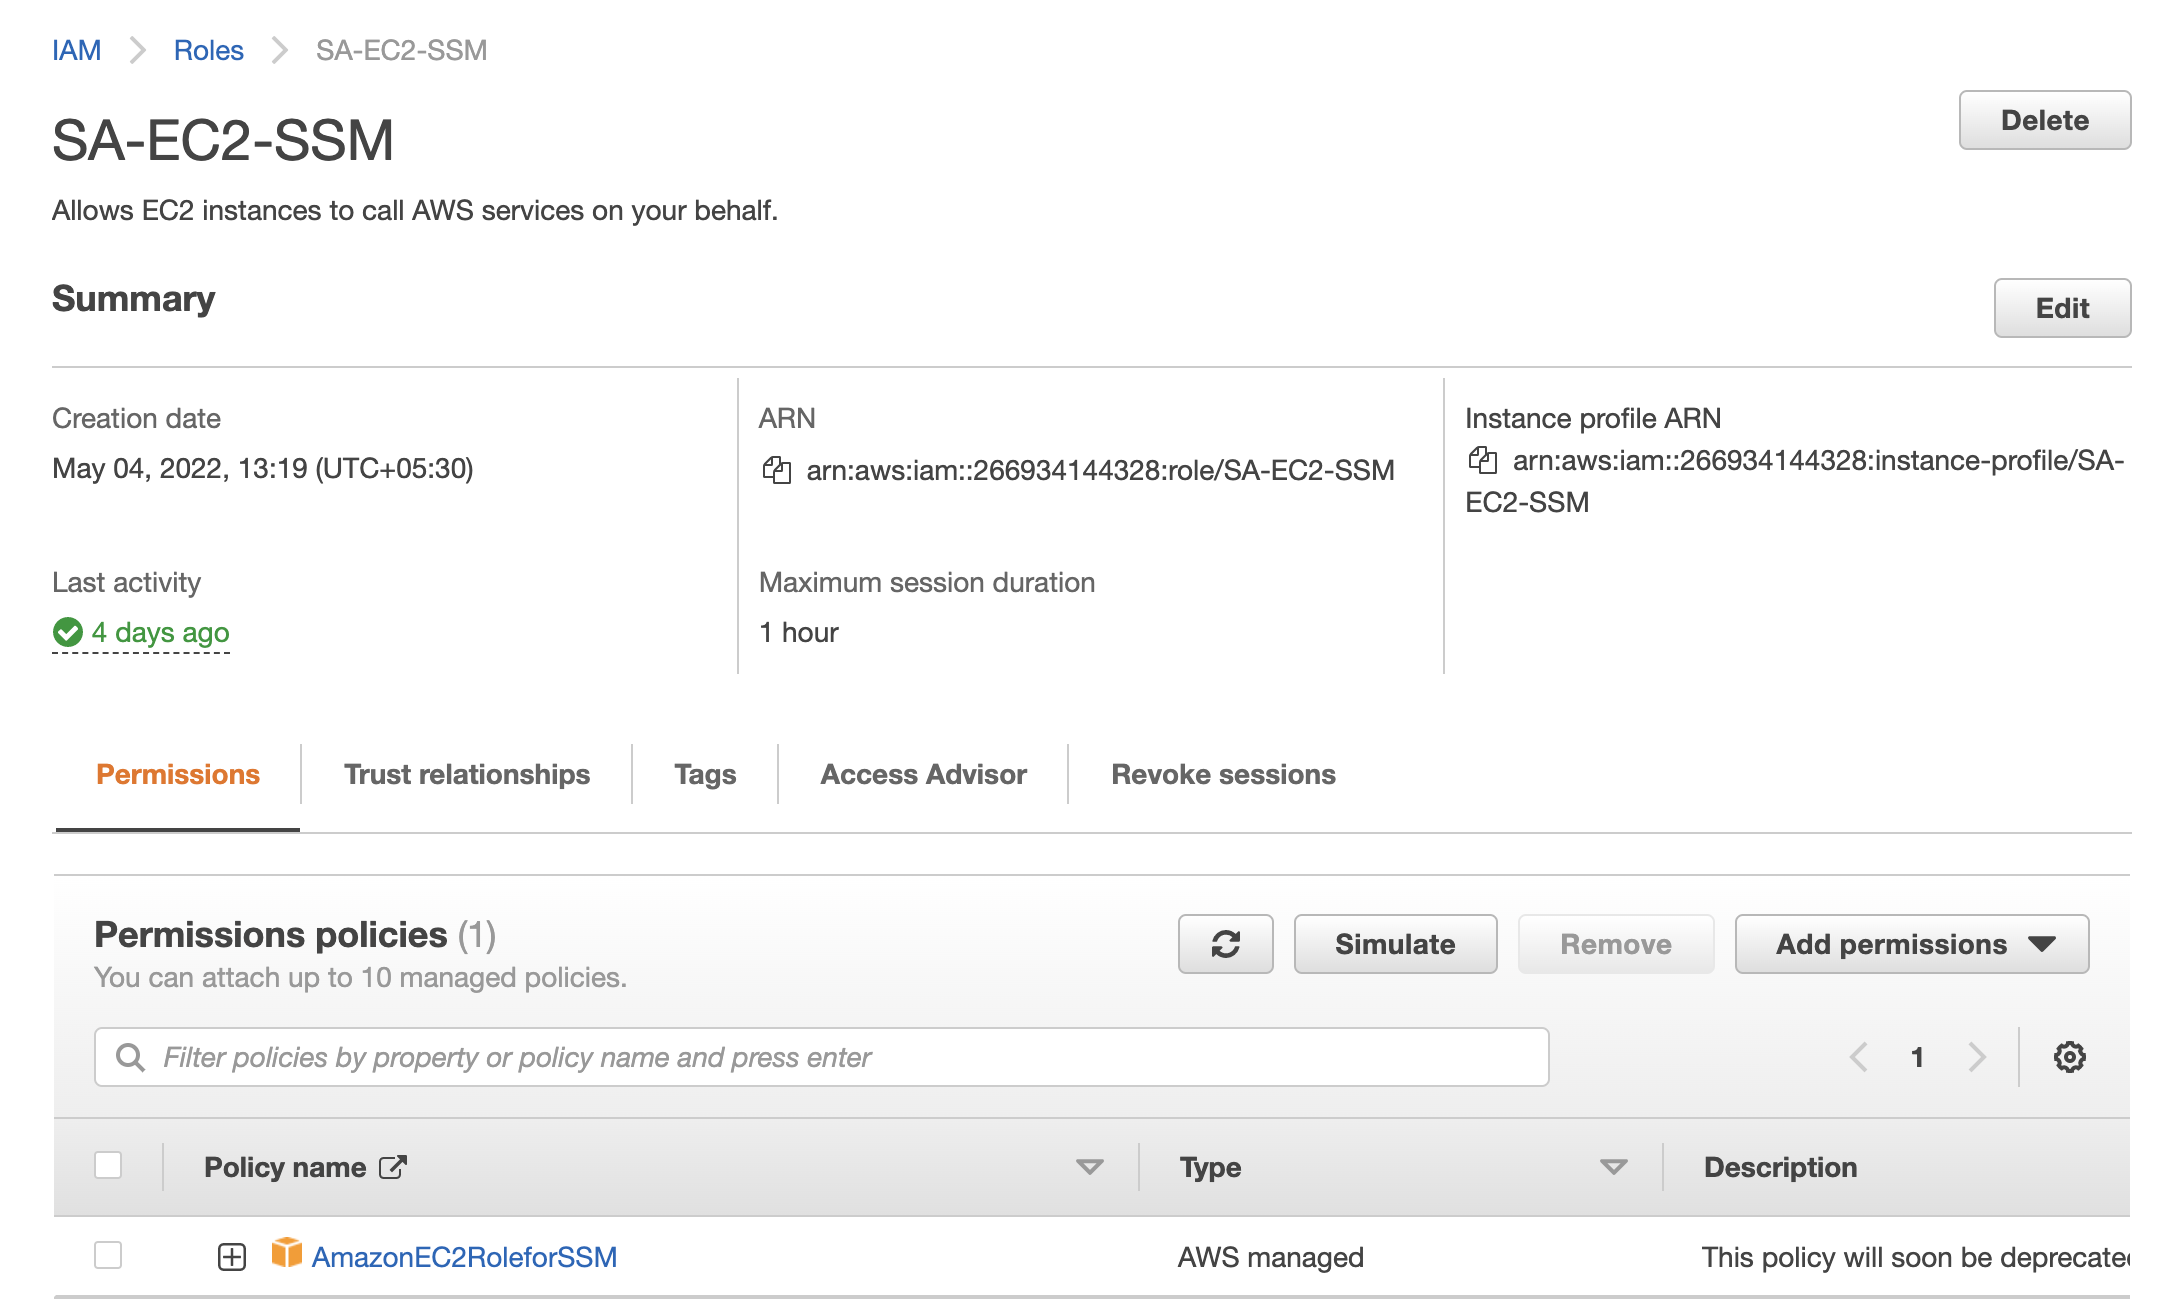 IAM > Roles > SA-EC2-SSM
SA-EC2-SSM
Delete
Allows EC2 instances to call AWS services on your behalf.
Summary
Edit
Creation date
May 04, 2022, 13:19 (UTC+05:30)
ARN
arn:aws:iam::266934144328:role/SA-EC2-SSM
Instance profile ARN
arn:aws:iam::266934144328:instance-profile/SA-
EC2-SSM
Last activity
4 days ago
Maximum session duration
1 hour
Permissions
Trust relationships
Tags
Access Advisor
Revoke sessions
Permissions policies (1)
You can attach up to 10 managed policies.
Simulate
Remove
Add permissions
Filter policies by property or policy name and press enter
1
Policy name
Type
Description
AmazonEC2RoleforSSM
AWS managed
This policy will soon be deprecate